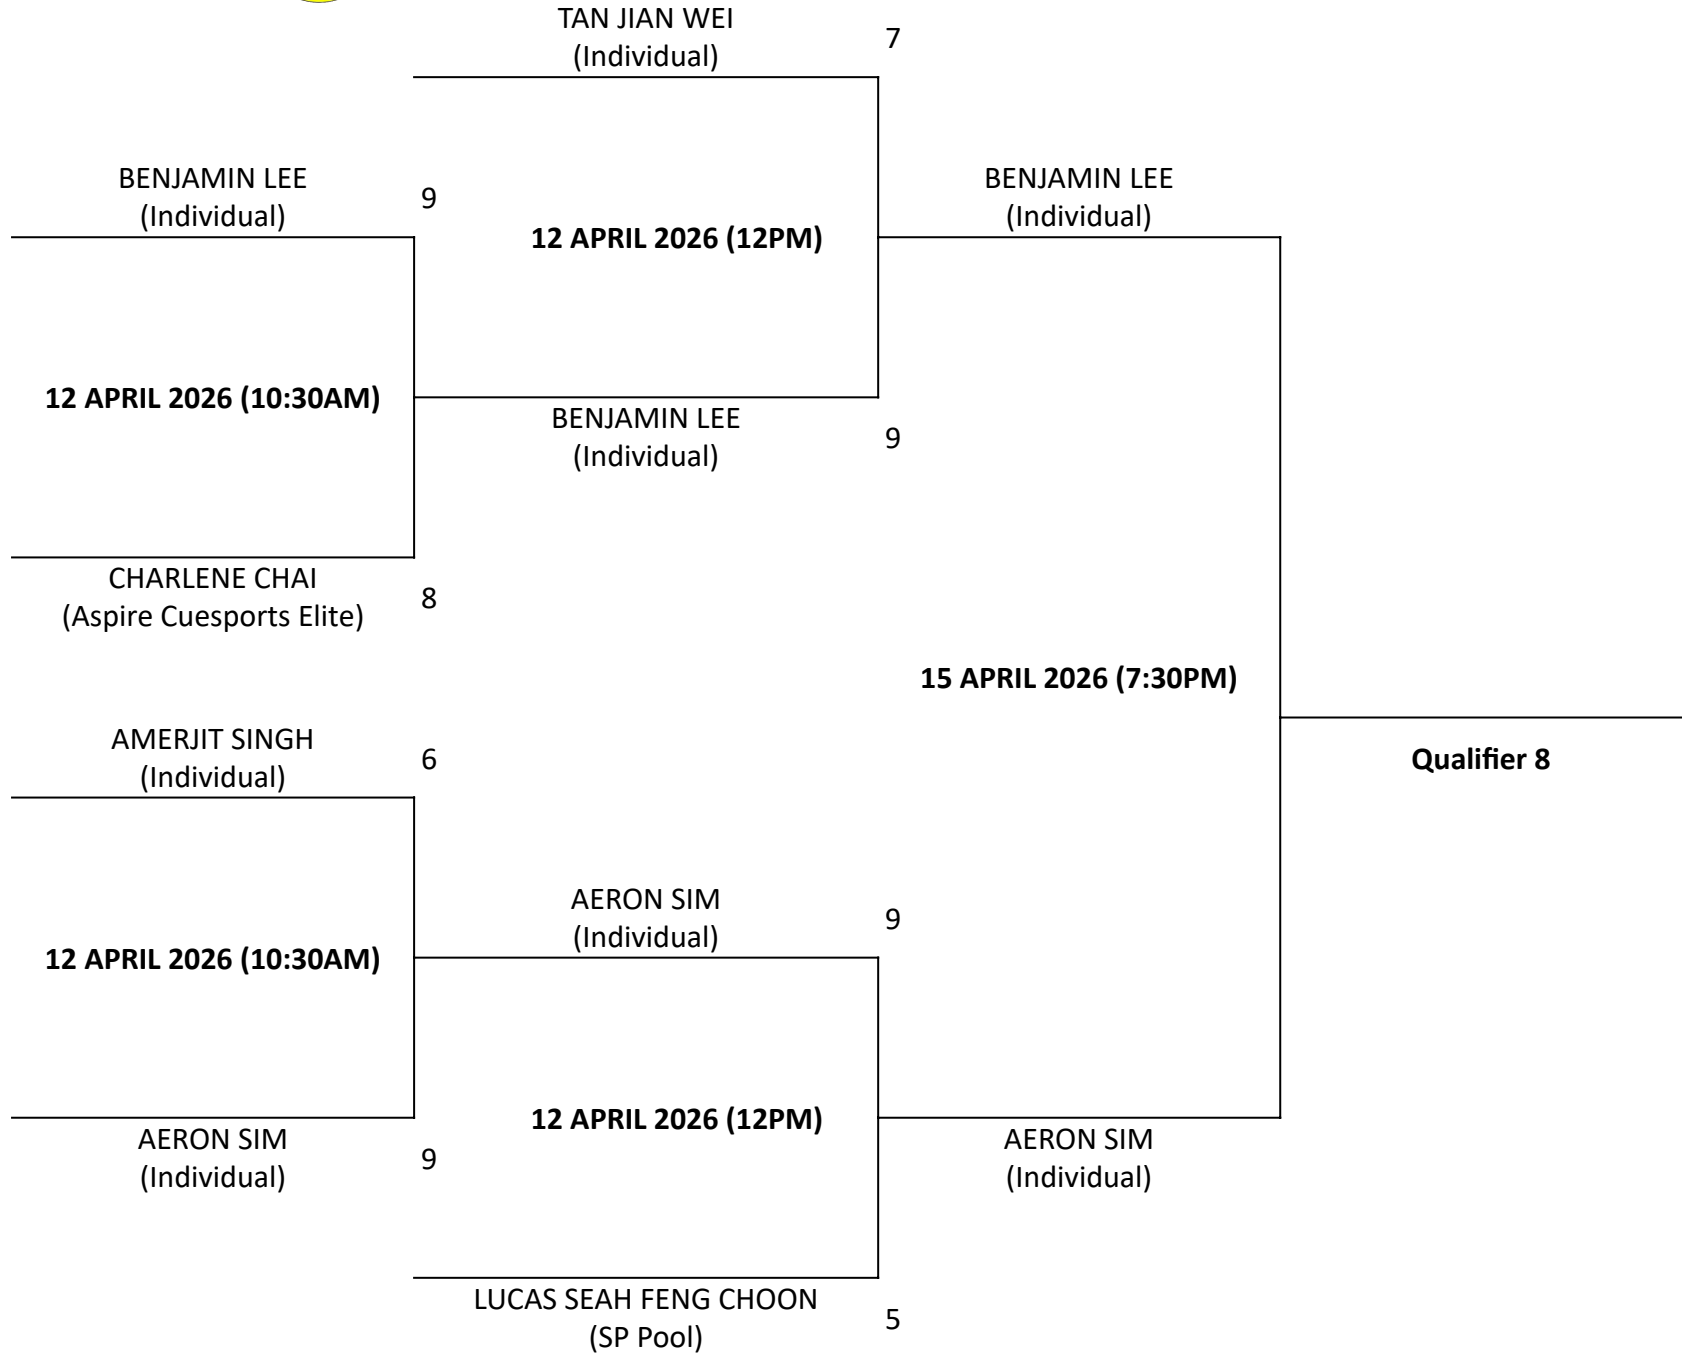 TAN JIAN WEI
(Individual)
7
BENJAMIN LEE
(Individual)
9
12 APRIL 2026 (12PM)
BENJAMIN LEE
(Individual)
12 APRIL 2026 (10:30AM)
BENJAMIN LEE
(Individual)
9
CHARLENE CHAI
(Aspire Cuesports Elite)
8
15 APRIL 2026 (7:30PM)
AMERJIT SINGH
(Individual)
6
Qualifier 8
AERON SIM
(Individual)
9
12 APRIL 2026 (10:30AM)
12 APRIL 2026 (12PM)
AERON SIM
(Individual)
9
AERON SIM
(Individual)
LUCAS SEAH FENG CHOON
(SP Pool)
5